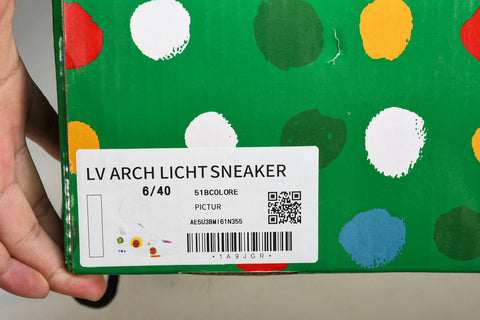 LV ARCH LICHT SNEAKER
6/40 51BCOLORE
PICTUR
AE5U3BMI61N355
*1A9JGR*